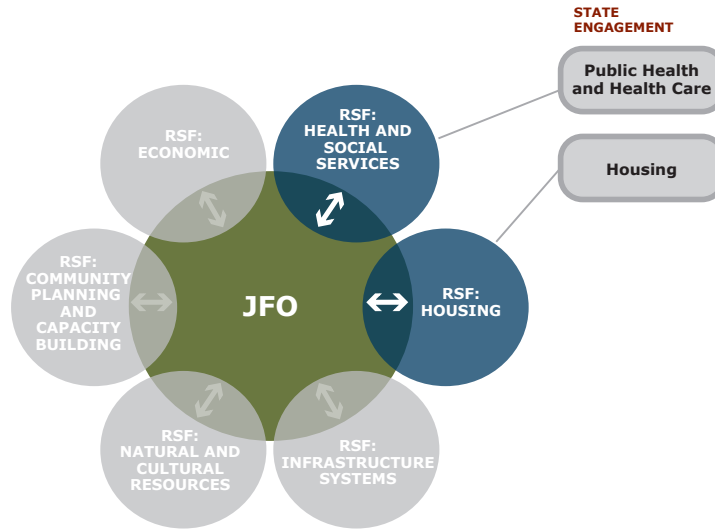 STATE
ENGAGEMENT
Public Health
and Health Care
Housing
RSF:
HEALTH AND
SOCIAL
SERVICES
RSF:
ECONOMIC
RSF:
COMMUNITY
PLANNING
AND
CAPACITY
BUILDING
JFO
RSF:
HOUSING
RSF:
NATURAL AND
CULTURAL
RESOURCES
RSF:
INFRASTRUCTURE
SYSTEMS